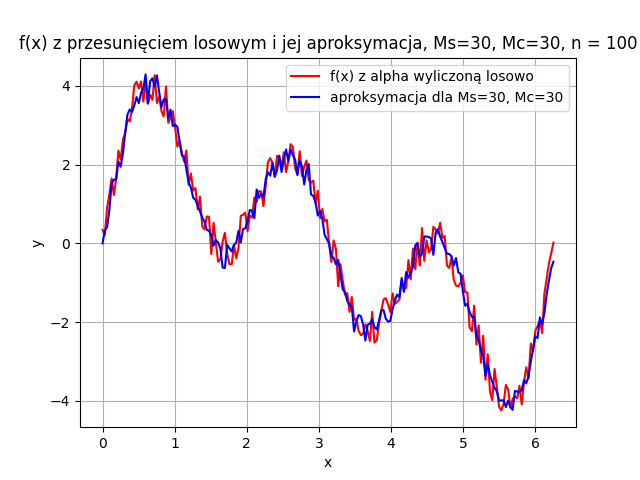 f(x) z przesunięciem losowym i jej aproksymacja, Ms=30, Mc=30, n = 100
f(x) z alpha wyliczoną losowo
aproksymacja dla Ms=30, Mc=30
y
4
2
0
−2
−4
0 1 2 3 4 5 6
x